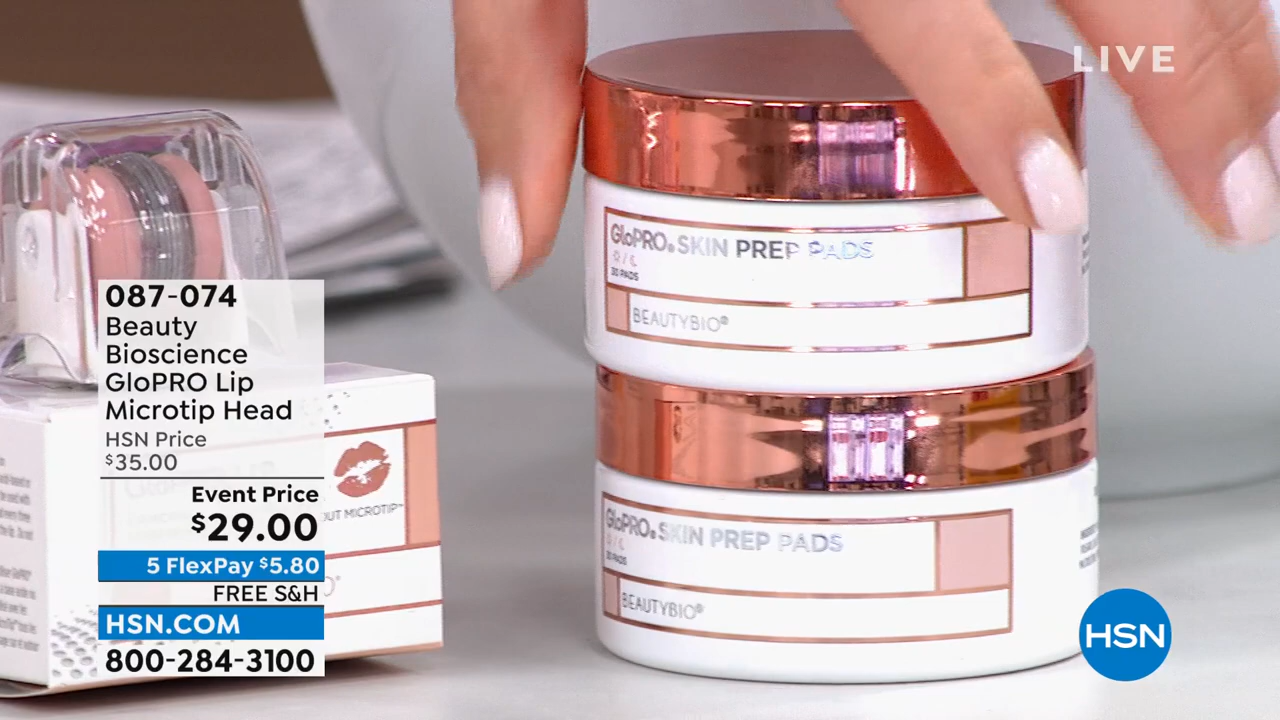 LIVE
087-074
Beauty
Bioscience
GloPRO Lip
Microtip Head
HSN Price
$35.00
Event Price
$29.00
5 FlexPay $5.80
FREE S&H
HSN.COM
800-284-3100
MICROTIP™
GloPRO® SKIN PREP PADS
30 PADS
BEAUTYBIO®
GloPRO® SKIN PREP PADS
30 PADS
BEAUTYBIO®
HSN